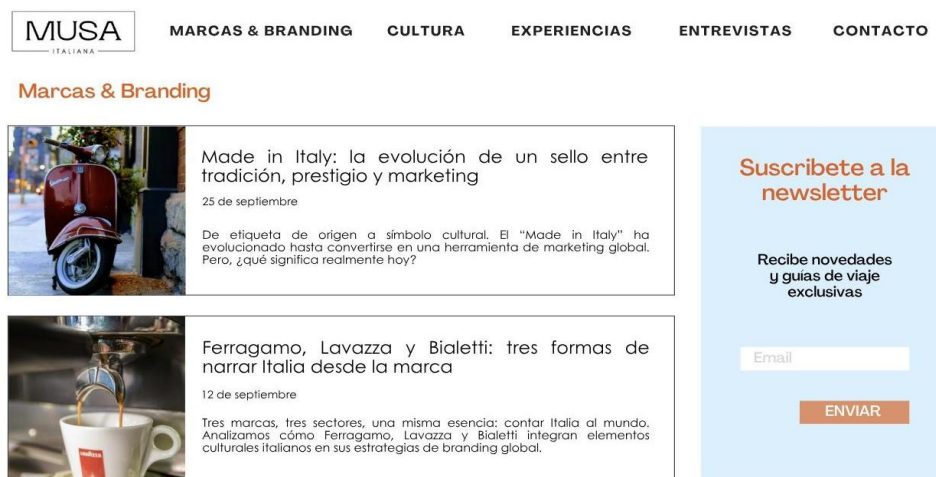 MUSA
ITALIANA
MARCAS & BRANDING CULTURA EXPERIENCIAS ENTREVISTAS CONTACTO
Marcas & Branding
Made in Italy: la evolución de un sello entre
tradición, prestigio y marketing
25 de septiembre
De etiqueta de origen a símbolo cultural. El “Made in Italy” ha
evolucionado hasta convertirse en una herramienta de marketing global.
Pero, ¿qué significa realmente hoy?
Ferragamo, Lavazza y Bialetti: tres formas de
narrar Italia desde la marca
12 de septiembre
Tres marcas, tres sectores, una misma esencia: contar Italia al mundo.
Analizamos cómo Ferragamo, Lavazza y Bialetti integran elementos
culturales italianos en sus estrategias de branding global.
LAVAZZA
Suscribete a la
newsletter
Recibe novedades
y guías de viaje
exclusivas
Email
ENVIAR